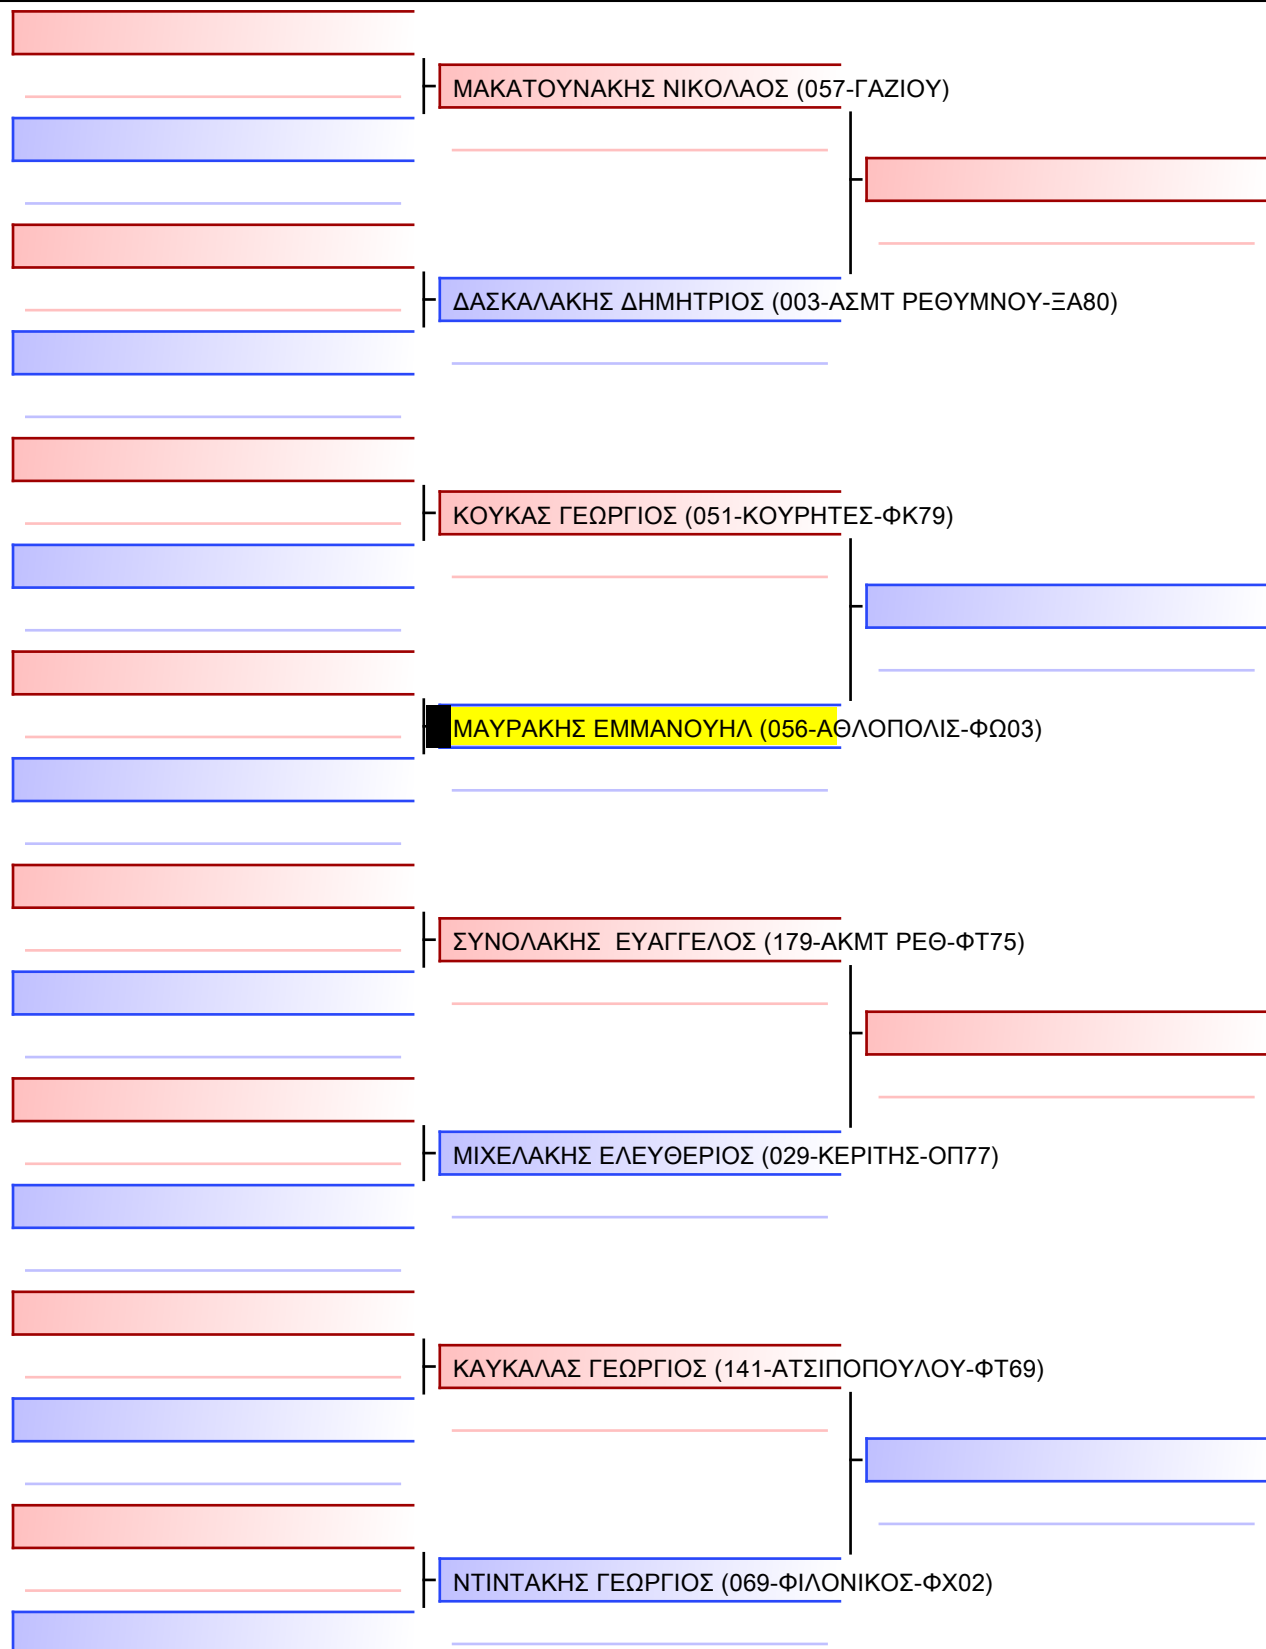 ΜΑΚΑΤΟΥΝΑΚΗΣ ΝΙΚΟΛΑΟΣ (057-ΓΑΖΙΟΥ)
ΔΑΣΚΑΛΑΚΗΣ ΔΗΜΗΤΡΙΟΣ (003-ΑΣΜΤ ΡΕΘΥΜΝΟΥ-ΞΑ80)
ΚΟΥΚΑΣ ΓΕΩΡΓΙΟΣ (051-ΚΟΥΡΗΤΕΣ-ΦΚ79)
ΜΑΥΡΑΚΗΣ ΕΜΜΑΝΟΥΗΛ (056-ΑΘΛΟΠΟΛΙΣ-ΦΩ03)
ΣΥΝΟΛΑΚΗΣ  ΕΥΑΓΓΕΛΟΣ (179-ΑΚΜΤ ΡΕΘ-ΦΤ75)
ΜΙΧΕΛΑΚΗΣ ΕΛΕΥΘΕΡΙΟΣ (029-ΚΕΡΙΤΗΣ-ΟΠ77)
ΚΑΥΚΑΛΑΣ ΓΕΩΡΓΙΟΣ (141-ΑΤΣΙΠΟΠΟΥΛΟΥ-ΦΤ69)
ΝΤΙΝΤΑΚΗΣ ΓΕΩΡΓΙΟΣ (069-ΦΙΛΟΝΙΚΟΣ-ΦΧ02)